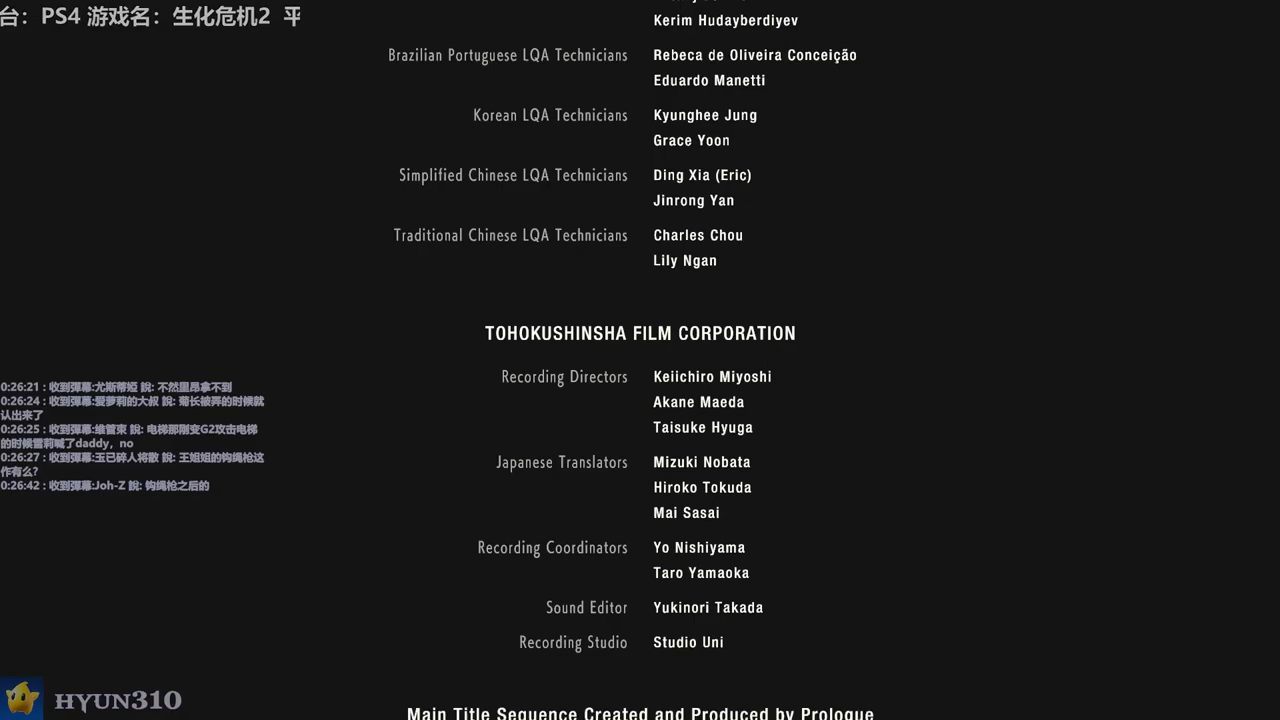 台：PS4 游戏名：生化危机2 平
Kerim Hudayberdiyev
Brazilian Portuguese LQA Technicians Rebeca de Oliveira Conceição
Eduardo Manetti
Korean LQA Technicians Kyunghee Jung
Grace Yoon
Simplified Chinese LQA Technicians Ding Xia (Eric)
Jinrong Yan
Traditional Chinese LQA Technicians Charles Chou
Lily Ngan
TOHOKUSHINSHA FILM CORPORATION
Recording Directors Keiichiro Miyoshi
Akane Maeda
Taisuke Hyuga
Japanese Translators Mizuki Nobata
Hiroko Tokuda
Mai Sasai
Recording Coordinators Yo Nishiyama
Taro Yamaoka
Sound Editor Yukinori Takada
Recording Studio Studio Uni
Main Title Sequence Created and Produced by Prologue
0:26:21 : 收到彈幕:尤斯蒂娅 說: 不然里昂拿不到
0:26:24 : 收到彈幕:爱萝莉的大叔 說: 菊长被弄的时候就
认出来了
0:26:25 : 收到彈幕:维管束 說: 电梯那刚变G2攻击电梯
的时候雪莉喊了daddy，no
0:26:27 : 收到彈幕:玉已碎人将散 說: 王姐姐的钩绳枪这
作有么?
0:26:42 : 收到彈幕:Joh-Z 說: 钩绳枪之后的
HYUN310